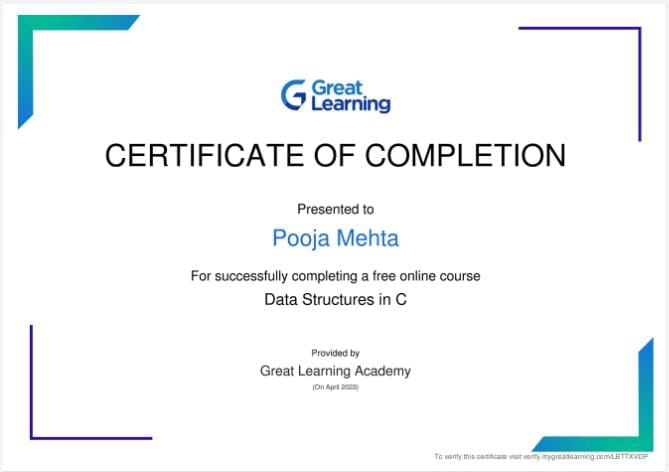 Great
Learning
CERTIFICATE OF COMPLETION
Presented to
Pooja Mehta
For successfully completing a free online course
Data Structures in C
Provided by
Great Learning Academy
(On April 2023)
To verify this certificate visit verify.mygreatlearning.com/LBTTXVDP